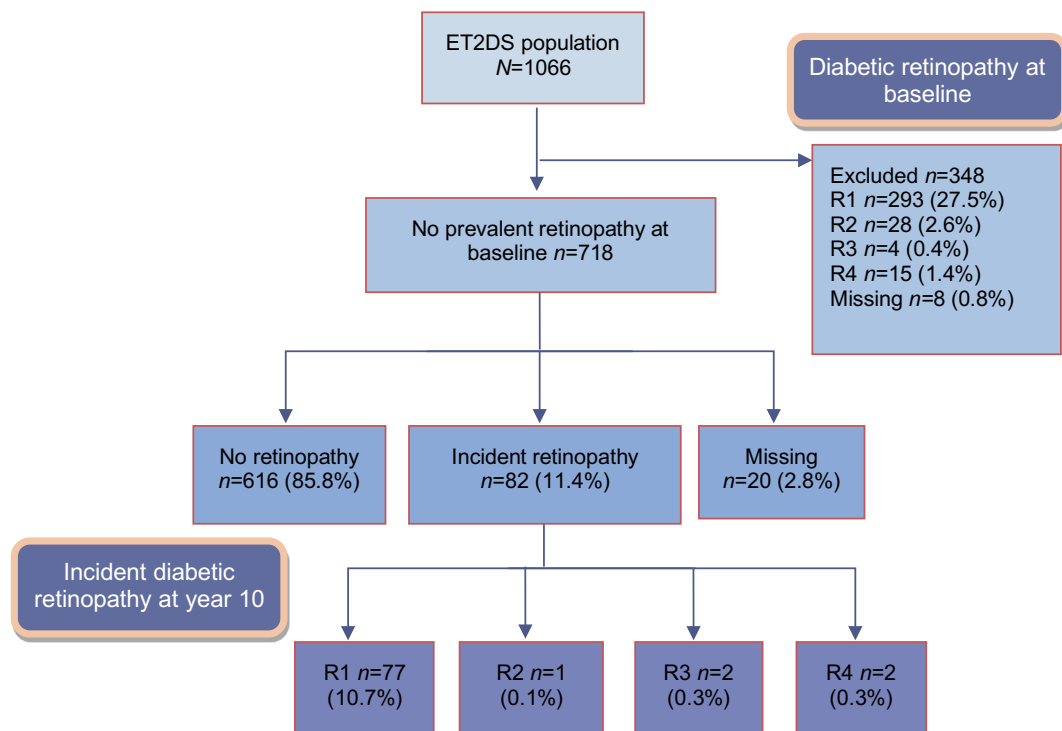 ET2DS population
N=1066
Diabetic retinopathy at
baseline
Excluded n=348
R1 n=293 (27.5%)
R2 n=28 (2.6%)
R3 n=4 (0.4%)
R4 n=15 (1.4%)
Missing n=8 (0.8%)
No prevalent retinopathy at
baseline n=718
No retinopathy
n=616 (85.8%)
Incident retinopathy
n=82 (11.4%)
Missing
n=20 (2.8%)
Incident diabetic
retinopathy at year 10
R1 n=77
(10.7%)
R2 n=1
(0.1%)
R3 n=2
(0.3%)
R4 n=2
(0.3%)